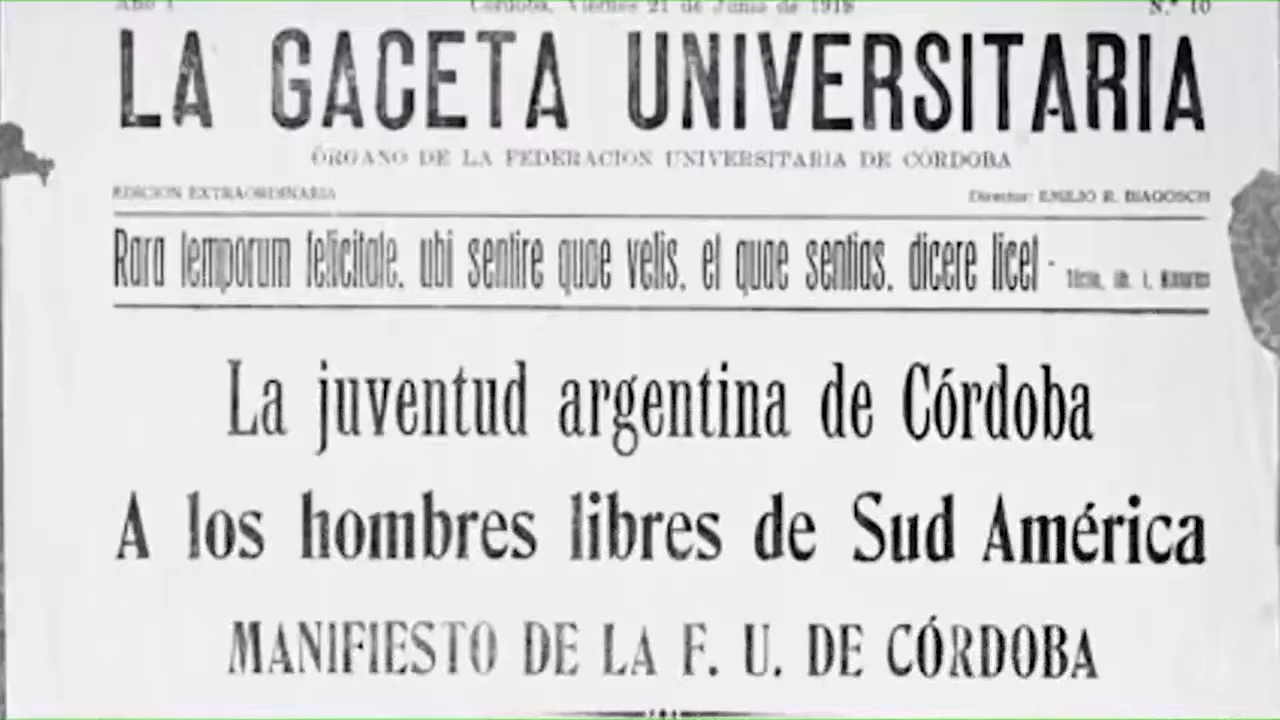 Año I Córdoba, Viernes 21 de Junio de 1918 N.º 10
LA GACETA UNIVERSITARIA
ÓRGANO DE LA FEDERACION UNIVERSITARIA DE CÓRDOBA
EDICION EXTRAORDINARIA Director: EMILIO R. BIAGOSCH
Rara temporum felicitate, ubi sentire quae velis, et quae sentias, dicere licet -
La juventud argentina de Córdoba
A los hombres libres de Sud América
MANIFIESTO DE LA F. U. DE CÓRDOBA